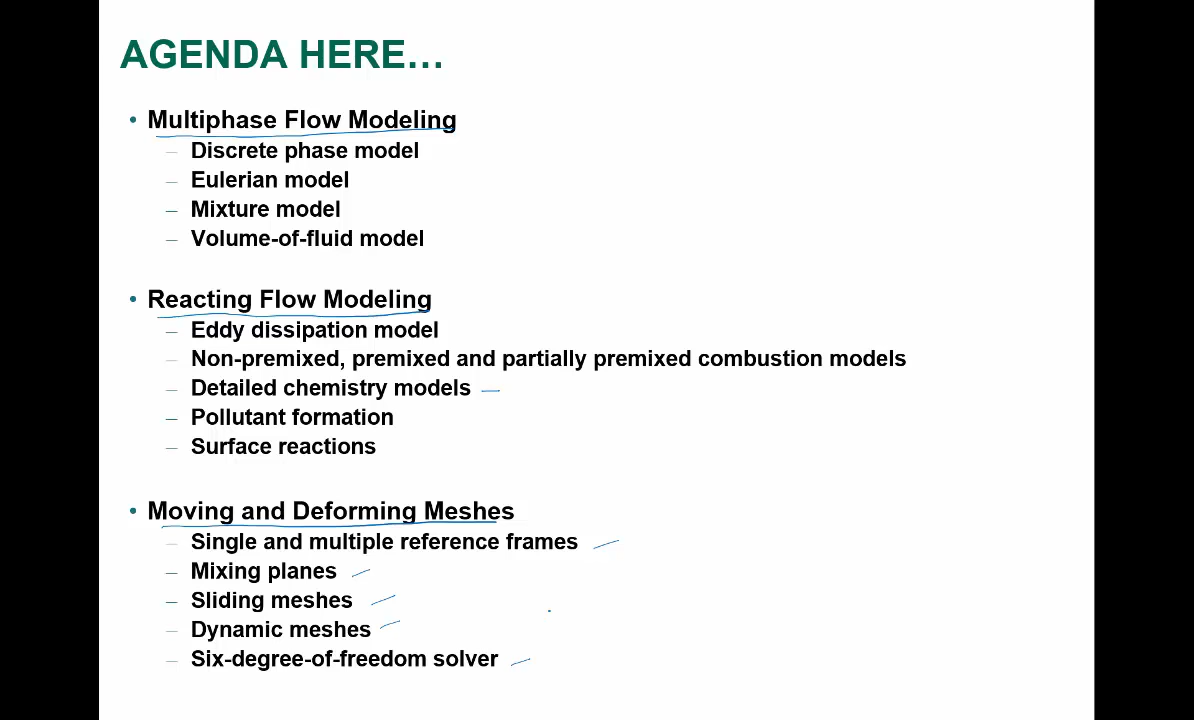 AGENDA HERE...
• Multiphase Flow Modeling
– Discrete phase model
– Eulerian model
– Mixture model
– Volume-of-fluid model
• Reacting Flow Modeling
– Eddy dissipation model
– Non-premixed, premixed and partially premixed combustion models
– Detailed chemistry models
– Pollutant formation
– Surface reactions
• Moving and Deforming Meshes
– Single and multiple reference frames
– Mixing planes
– Sliding meshes
– Dynamic meshes
– Six-degree-of-freedom solver